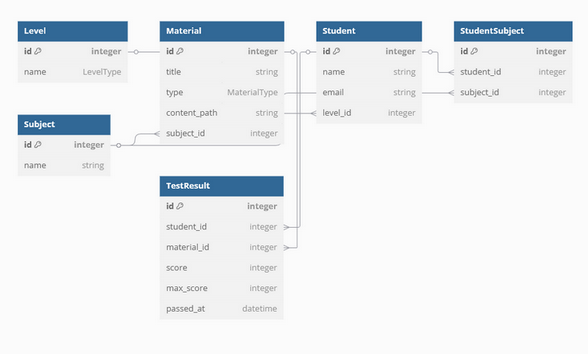 Level
id integer
name LevelType
Material
id integer
title string
type MaterialType
content_path string
subject_id integer
Student
id integer
name string
email string
level_id integer
StudentSubject
id integer
student_id integer
subject_id integer
Subject
id integer
name string
TestResult
id integer
student_id integer
material_id integer
score integer
max_score integer
passed_at datetime